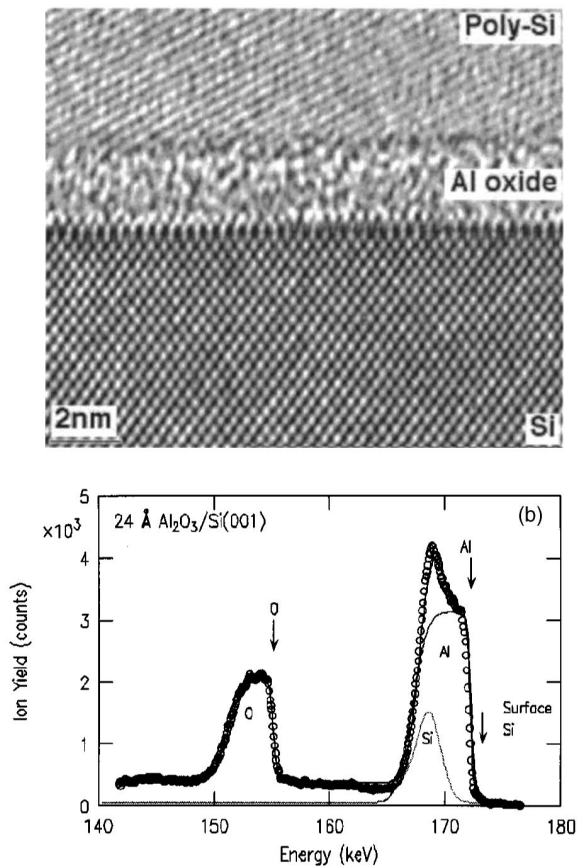 Poly-Si
Al oxide
2nm
Si
5
×10³
24 Å Al₂O₃/Si(001)
(b)
Al
4
O
3
Al
2
O
Surface
Si
Si
1
0
140
150
160
170
180
Ion Yield (counts)
Energy (keV)